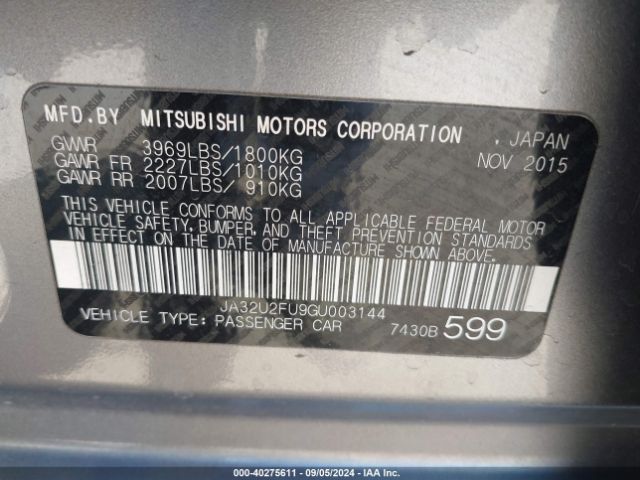 MFD.BY MITSUBISHI MOTORS CORPORATION , JAPAN
GVWR 3969LBS/1800KG NOV 2015
GAWR FR 2227LBS/1010KG
GAWR RR 2007LBS/ 910KG
THIS VEHICLE CONFORMS TO ALL APPLICABLE FEDERAL MOTOR
VEHICLE SAFETY, BUMPER, AND THEFT PREVENTION STANDARDS
IN EFFECT ON THE DATE OF MANUFACTURE SHOWN ABOVE.
JA32U2FU9GU003144
VEHICLE TYPE: PASSENGER CAR 7430B 599
000-40275611 - 09/05/2024 - IAA Inc.